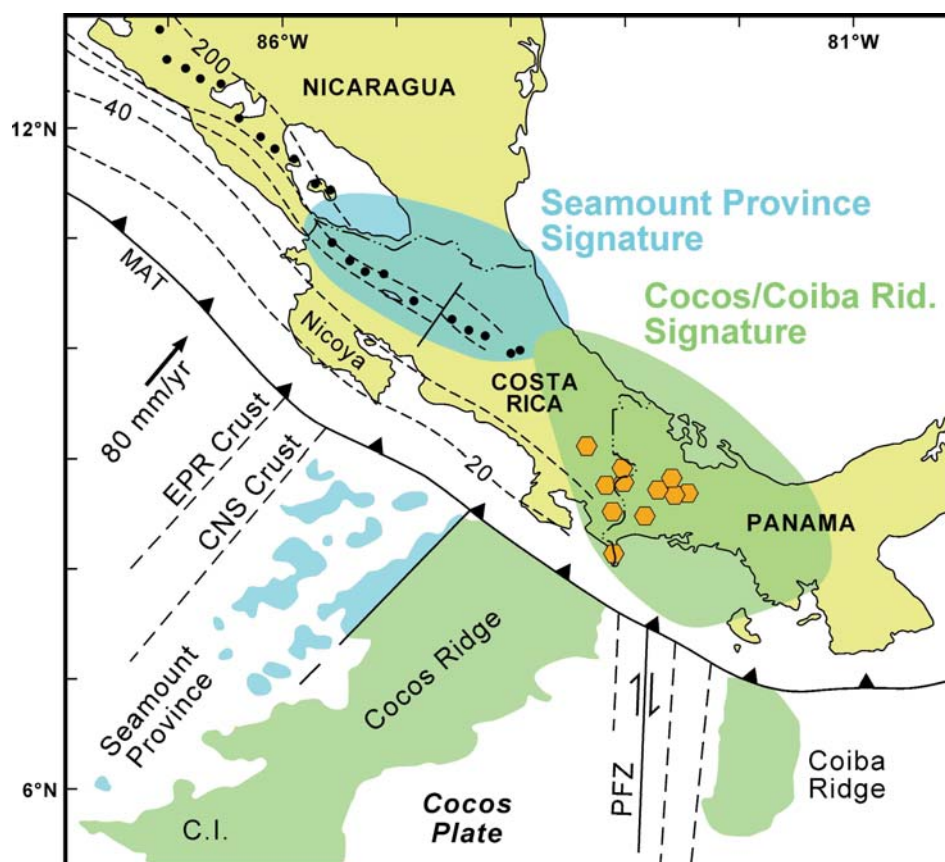 86°W
81°W
200
NICARAGUA
12°N
40
Seamount Province
Signature
MAT
Cocos/Coiba Rid.
Signature
Nicoya
80 mm/yr
COSTA
RICA
EPR Crust
CNS Crust
20
PANAMA
Seamount
Province
Cocos Ridge
PFZ
Coiba
Ridge
6°N
C.I.
Cocos
Plate